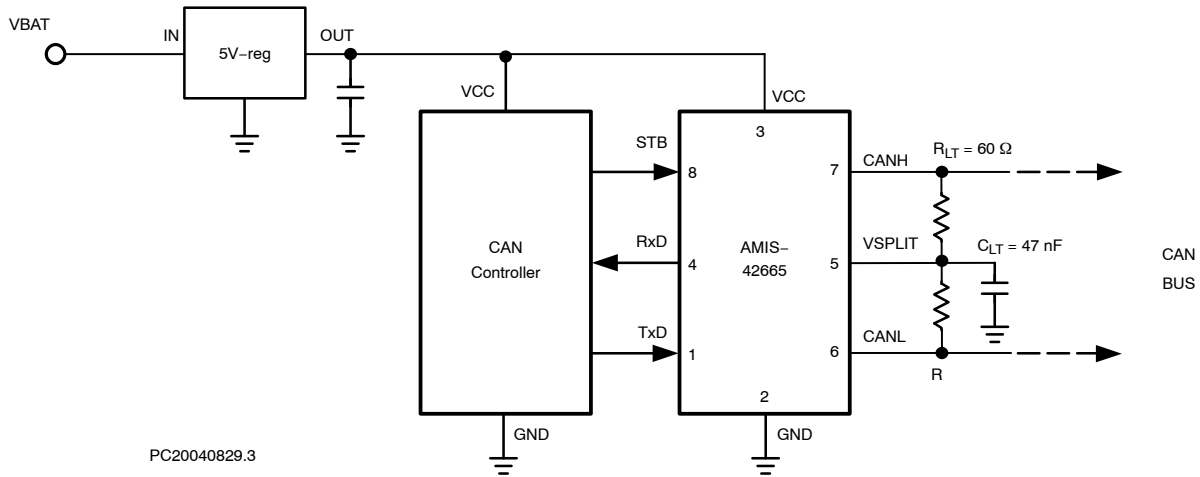 VBAT
IN
5V−reg
OUT
VCC
VCC
3
STB
8
7
CANH
R_LT = 60 Ω
CAN
Controller
RxD
4
AMIS−
42665
5
VSPLIT
C_LT = 47 nF
CAN
BUS
TxD
1
6
CANL
R
2
GND
GND
PC20040829.3